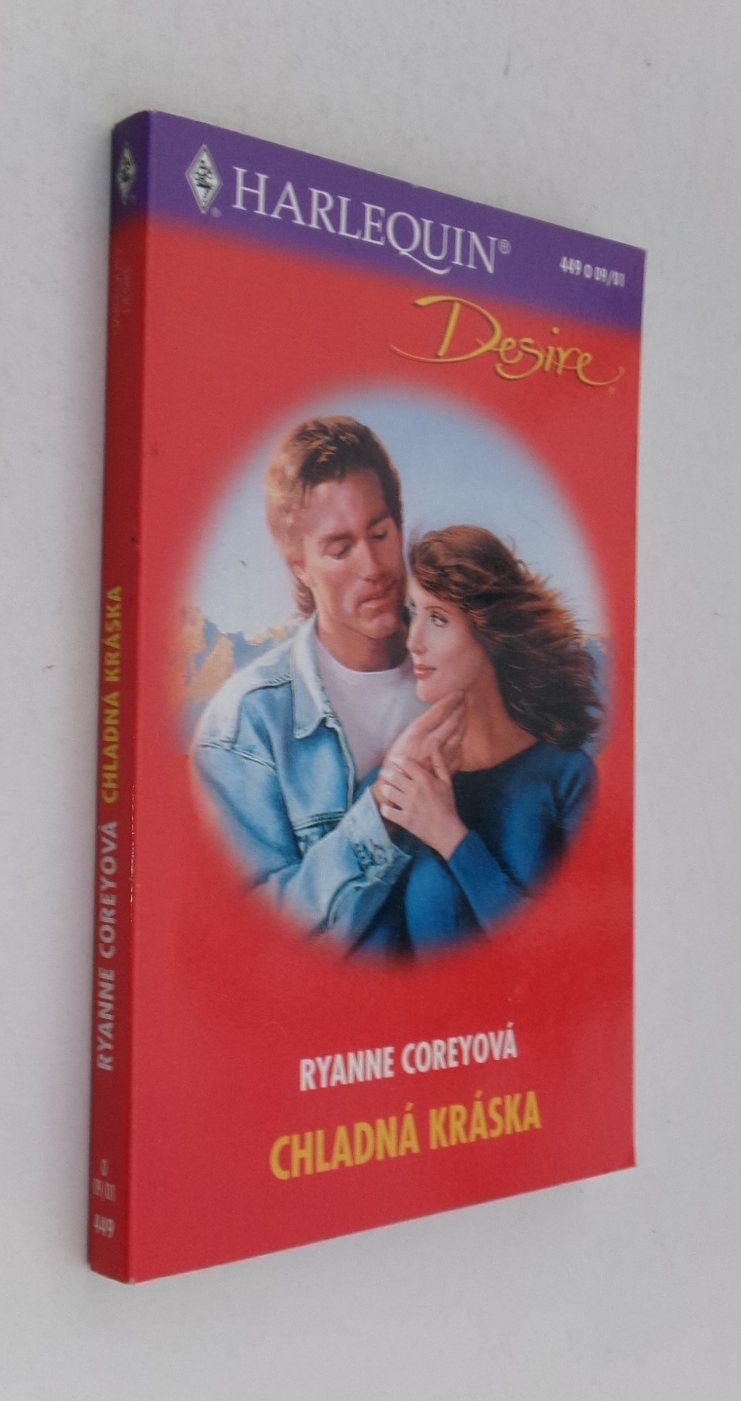 HARLEQUIN®
449 O 09/01
Desire
RYANNE COREYOVÁ
CHLADNÁ KRÁSKA
RYANNE COREYOVÁ CHLADNÁ KRÁSKA
O
09/01
449